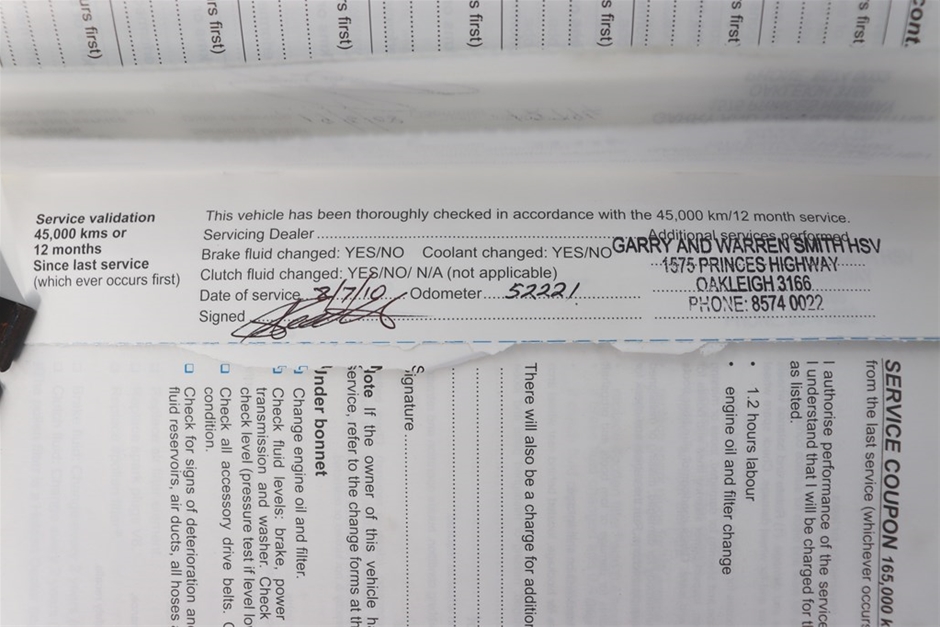 cont.
rs first)
's first)
s first)
s first)
's first)
rs first)
urs first)
Service validation
45,000 kms or
12 months
Since last service
(which ever occurs first)
This vehicle has been thoroughly checked in accordance with the 45,000 km/12 month service.
Servicing Dealer
Additional services performed
Brake fluid changed: YES/NO Coolant changed: YES/NO
GARRY AND WARREN SMITH HSV
1575 PRINCES HIGHWAY
Clutch fluid changed: YES/NO/ N/A (not applicable)
OAKLEIGH 3166
Date of service 8/7/10 Odometer 52221
PHONE: 8574 0022
Signed
SERVICE COUPON 165,000 k
from the last service (whichever occurs
I authorise performance of the service
I understand that I will be charged for t
as listed.
• 1.2 hours labour
• engine oil and filter change
There will also be a charge for addition
Signature
Note If the owner of this vehicle h
service, refer to the change forms at th
Under bonnet
Change engine oil and filter.
Check fluid levels: brake, power
transmission and washer. Check
check level (pressure test if level lo
Check all accessory drive belts. C
condition.
Check for signs of deterioration an
fluid reservoirs, air ducts, all hoses a